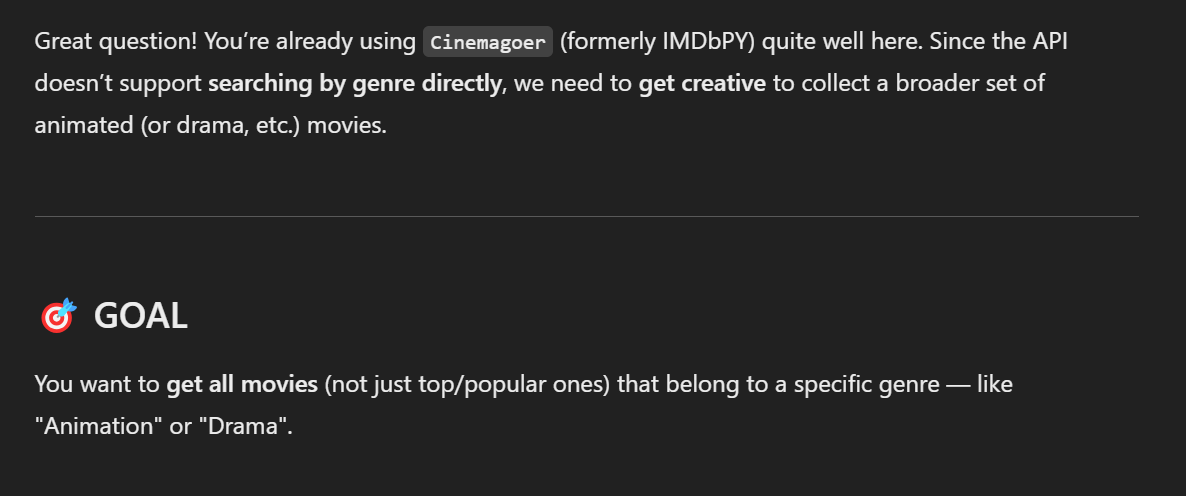 Great question! You’re already using Cinemagoer (formerly IMDbPY) quite well here. Since the API
doesn’t support searching by genre directly, we need to get creative to collect a broader set of
animated (or drama, etc.) movies.
🎯 GOAL
You want to get all movies (not just top/popular ones) that belong to a specific genre — like
"Animation" or "Drama".